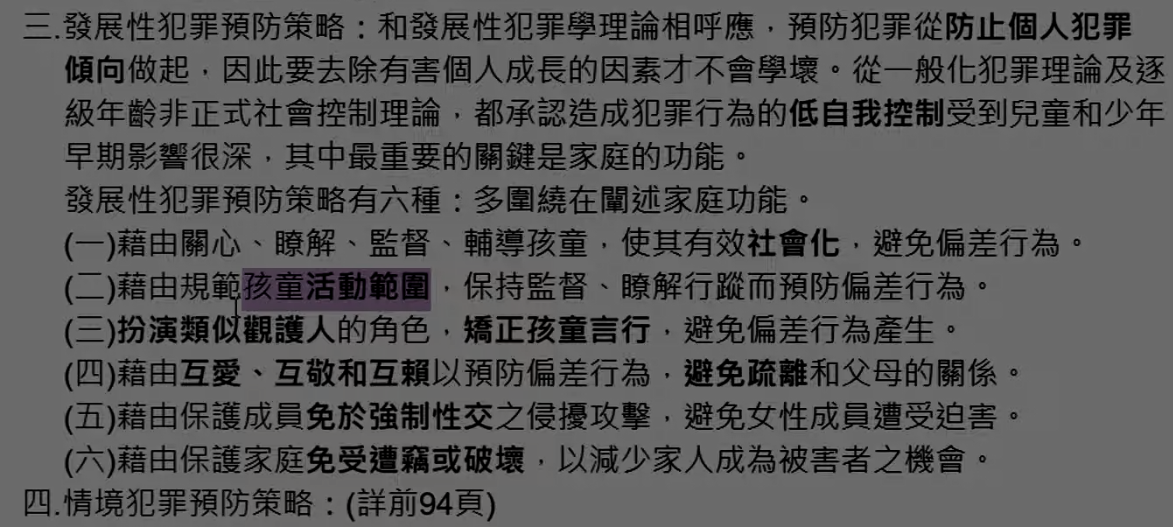 三.發展性犯罪預防策略：和發展性犯罪學理論相呼應，預防犯罪從防止個人犯罪
傾向做起，因此要去除有害個人成長的因素才不會學壞。從一般化犯罪理論及逐
級年齡非正式社會控制理論，都承認造成犯罪行為的低自我控制受到兒童和少年
早期影響很深，其中最重要的關鍵是家庭的功能。
發展性犯罪預防策略有六種：多圍繞在闡述家庭功能。
(一)藉由關心、瞭解、監督、輔導孩童，使其有效社會化，避免偏差行為。
(二)藉由規範孩童活動範圍，保持監督、瞭解行蹤而預防偏差行為。
(三)扮演類似觀護人的角色，矯正孩童言行，避免偏差行為產生。
(四)藉由互愛、互敬和互賴以預防偏差行為，避免疏離和父母的關係。
(五)藉由保護成員免於強制性交之侵擾攻擊，避免女性成員遭受迫害。
(六)藉由保護家庭免受遭竊或破壞，以減少家人成為被害者之機會。
四.情境犯罪預防策略：(詳前94頁)